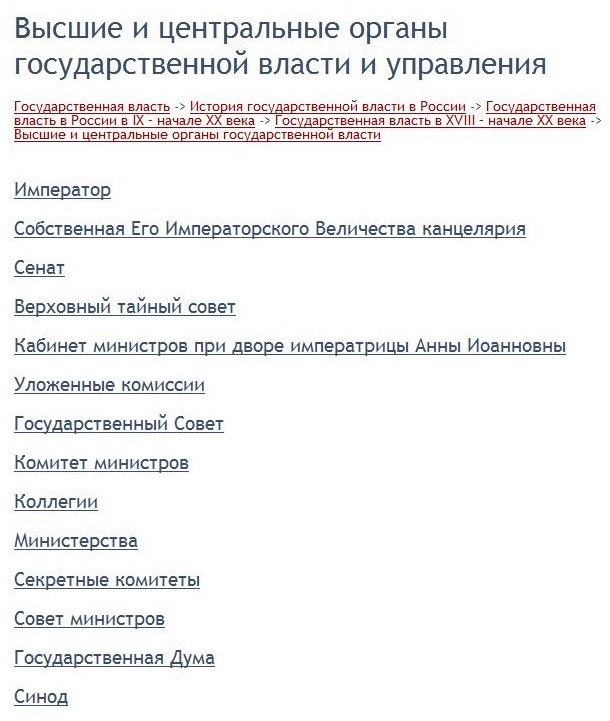 Высшие и центральные органы
государственной власти и управления
Государственная власть -> История государственной власти в России -> Государственная
власть в России в IX – начале XX века -> Государственная власть в XVIII – начале XX века ->
Высшие и центральные органы государственной власти
Император
Собственная Его Императорского Величества канцелярия
Сенат
Верховный тайный совет
Кабинет министров при дворе императрицы Анны Иоанновны
Уложенные комиссии
Государственный Совет
Комитет министров
Коллегии
Министерства
Секретные комитеты
Совет министров
Государственная Дума
Синод